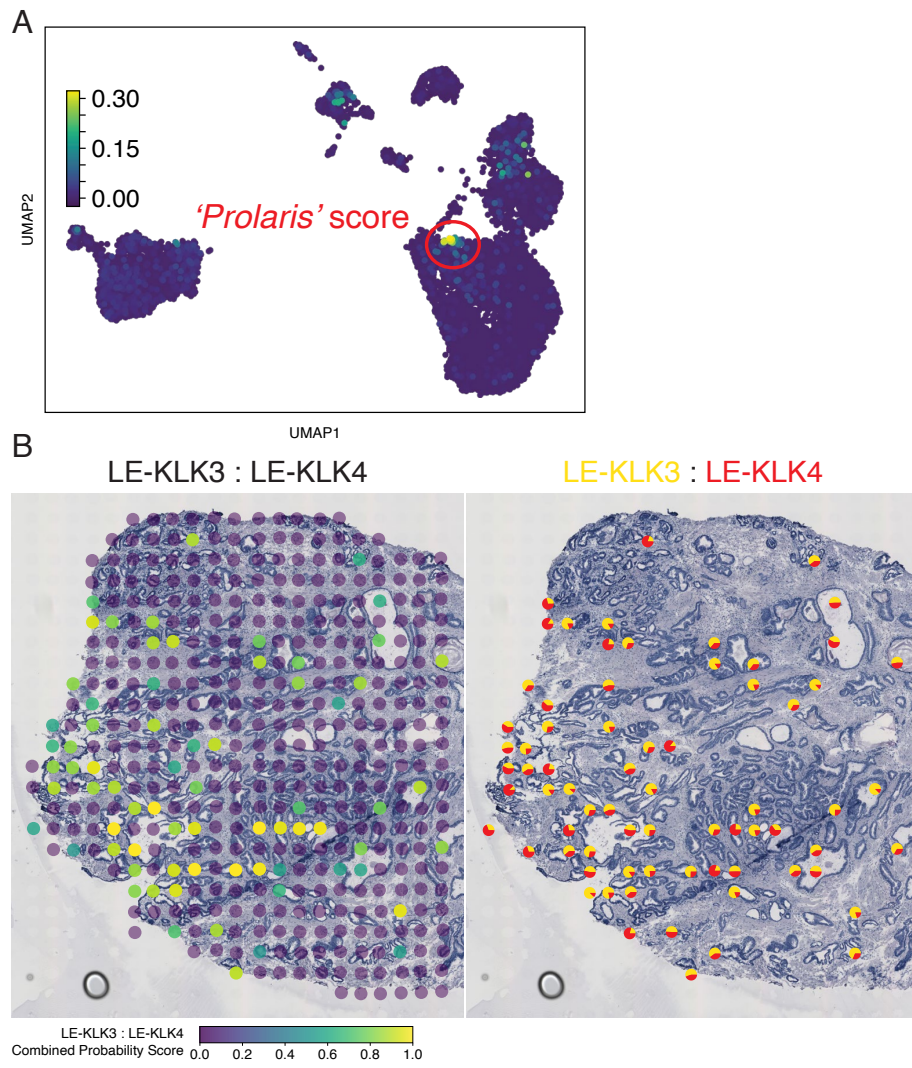 A
0.30
0.15
0.00
UMAP2
'Prolaris' score
UMAP1
B
LE-KLK3 : LE-KLK4
LE-KLK3 : LE-KLK4
LE-KLK3 : LE-KLK4
Combined Probability Score
0.0 0.2 0.4 0.6 0.8 1.0